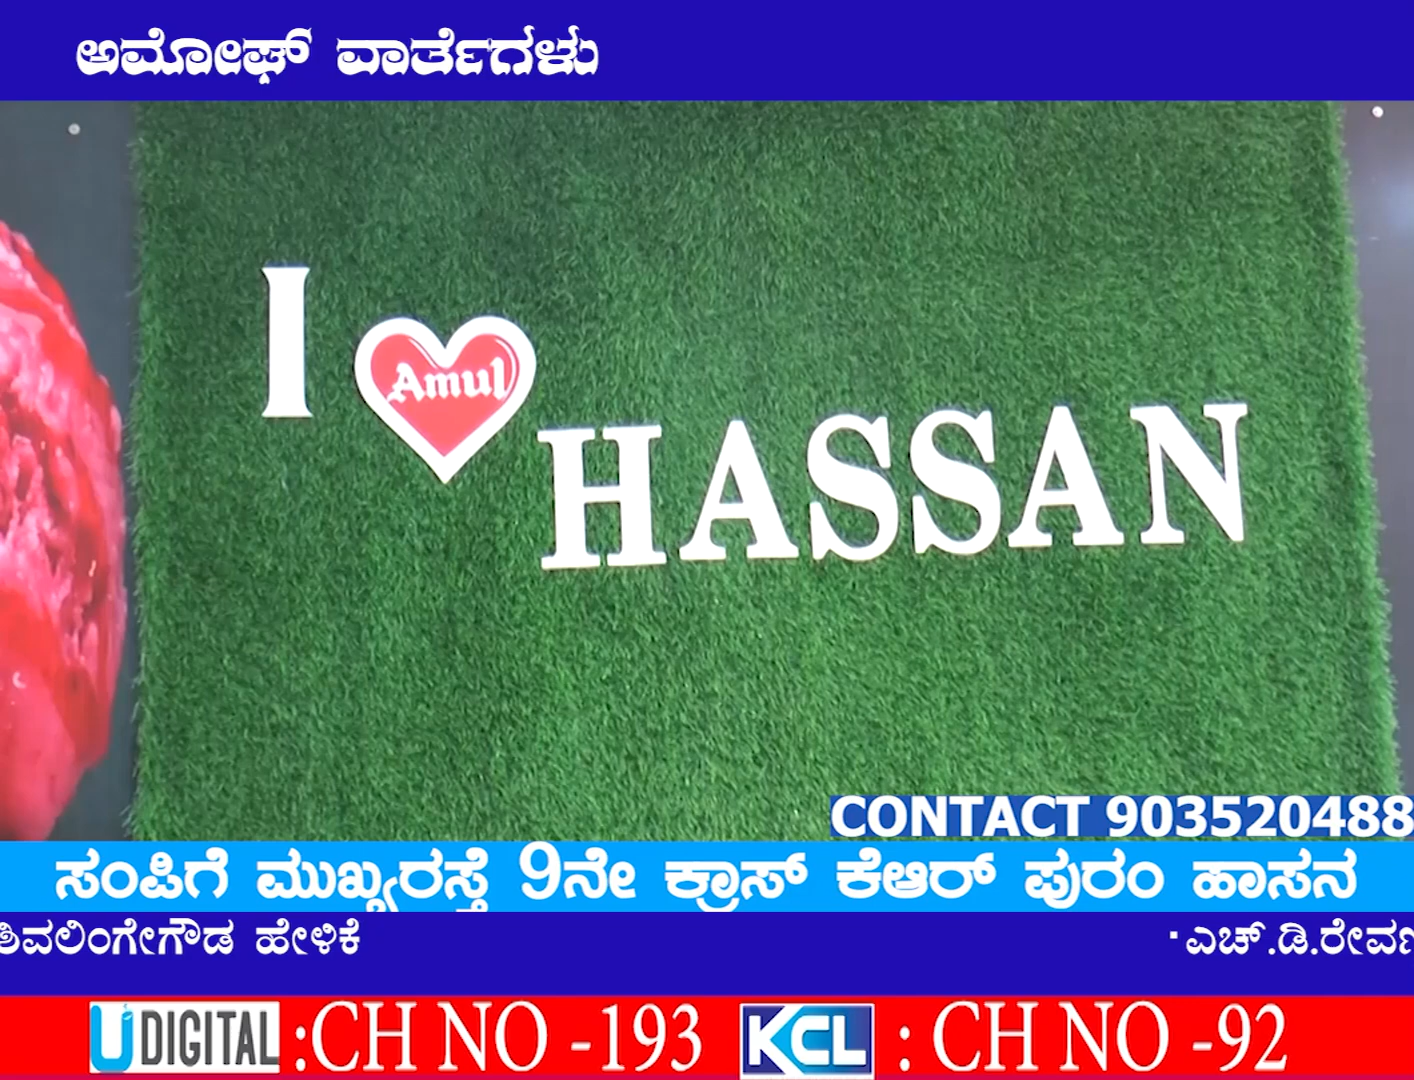 ಅಮೋಘ್ ವಾರ್ತೆಗಳು
I Amul HASSAN
CONTACT 903520488
ಸಂಪಿಗೆ ಮುಖ್ಯರಸ್ತೆ 9ನೇ ಕ್ರಾಸ್ ಕೆಆರ್ ಪುರಂ ಹಾಸನ
ಶಿವಲಿಂಗೇಗೌಡ ಹೇಳಿಕೆ ಎಚ್.ಡಿ.ರೇವಣ
U DIGITAL :CH NO -193 KCL : CH NO -92